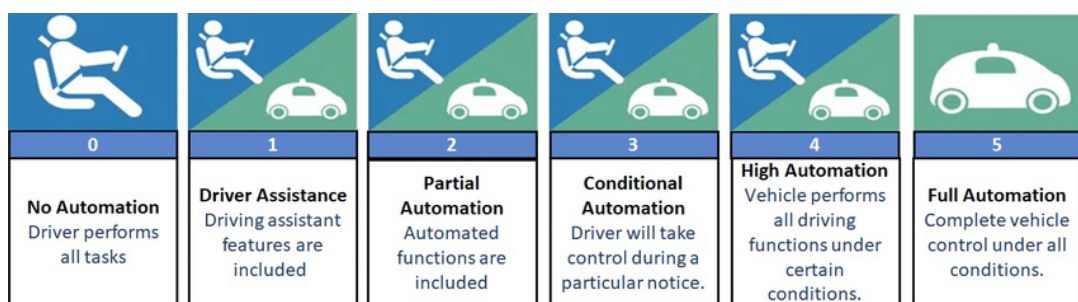 0
No Automation
Driver performs
all tasks
1
Driver Assistance
Driving assistant
features are
included
2
Partial
Automation
Automated
functions are
included
3
Conditional
Automation
Driver will take
control during a
particular notice.
4
High Automation
Vehicle performs
all driving
functions under
certain
conditions.
5
Full Automation
Complete vehicle
control under all
conditions.